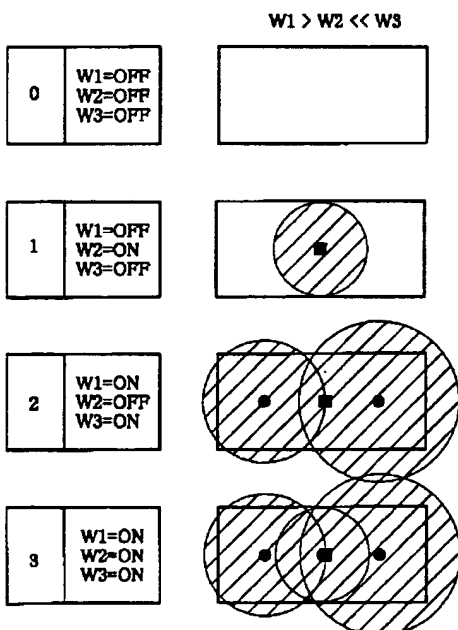 W1 > W2 << W3
0
W1=OFF
W2=OFF
W3=OFF
1
W1=OFF
W2=ON
W3=OFF
2
W1=ON
W2=OFF
W3=ON
3
W1=ON
W2=ON
W3=ON